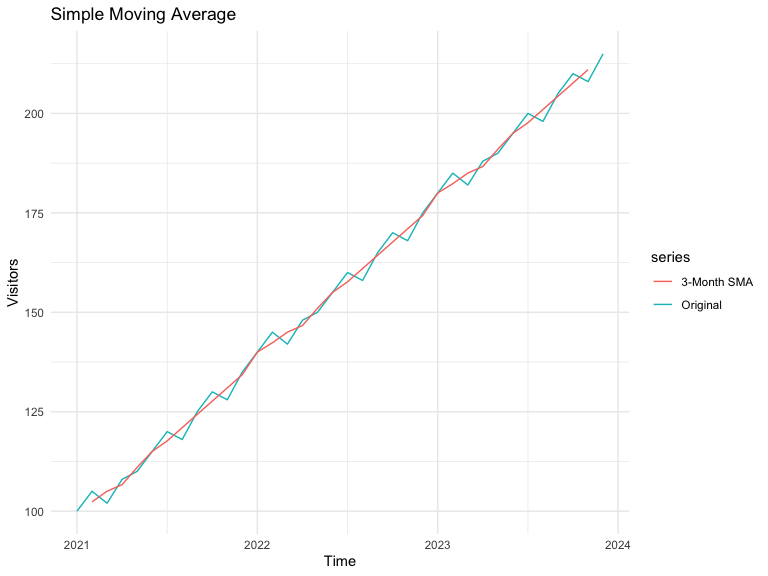 Simple Moving Average
200
175
150
125
100
Visitors
2021 2022 2023 2024
Time
series
3-Month SMA
Original